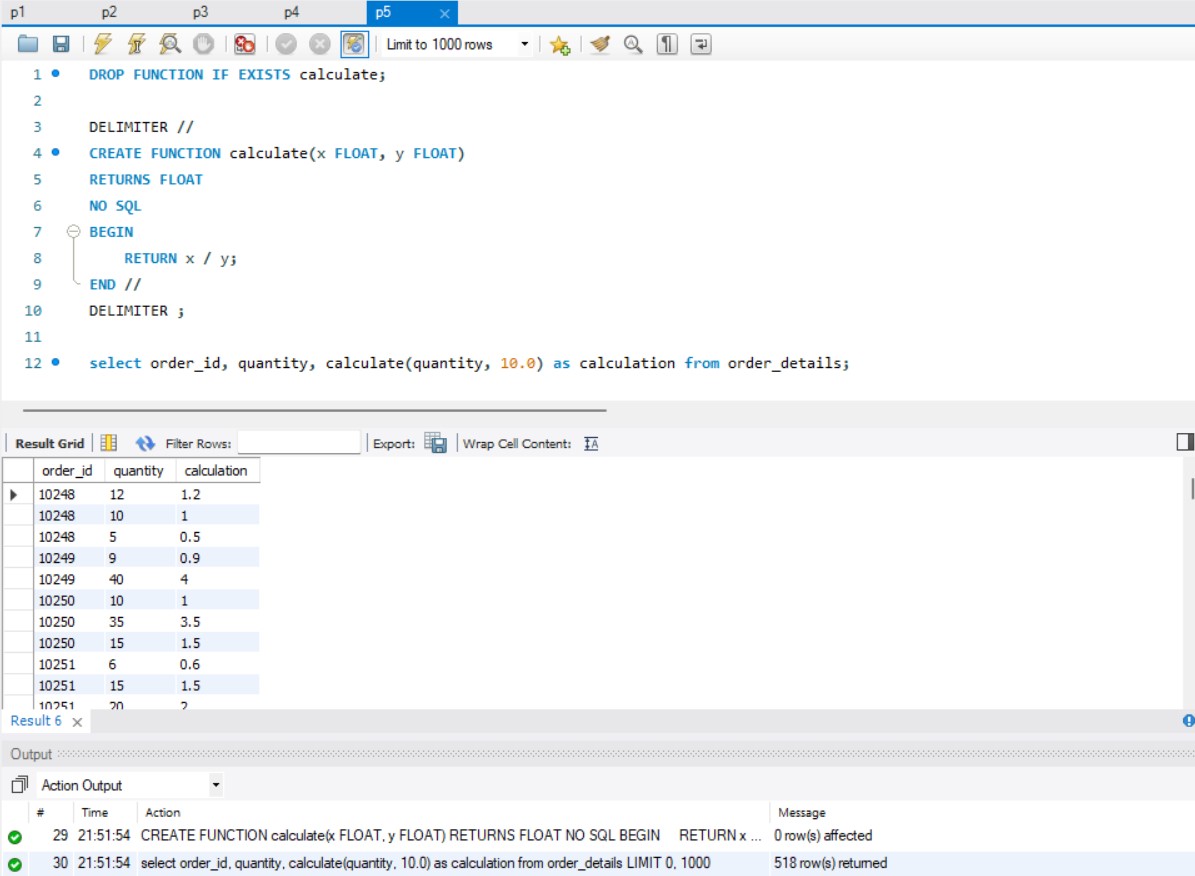 p1 p2 p3 p4 p5
Limit to 1000 rows
1 DROP FUNCTION IF EXISTS calculate;
2
3 DELIMITER //
4 CREATE FUNCTION calculate(x FLOAT, y FLOAT)
5 RETURNS FLOAT
6 NO SQL
7 BEGIN
8 RETURN x / y;
9 END //
10 DELIMITER ;
11
12 select order_id, quantity, calculate(quantity, 10.0) as calculation from order_details;
Result Grid Filter Rows: Export: Wrap Cell Content: IA
order_id quantity calculation
10248 12 1.2
10248 10 1
10248 5 0.5
10249 9 0.9
10249 40 4
10250 10 1
10250 35 3.5
10250 15 1.5
10251 6 0.6
10251 15 1.5
10251 20 2
Result 6
Output
Action Output
# Time Action Message
29 21:51:54 CREATE FUNCTION calculate(x FLOAT, y FLOAT) RETURNS FLOAT NO SQL BEGIN RETURN x ... 0 row(s) affected
30 21:51:54 select order_id, quantity, calculate(quantity, 10.0) as calculation from order_details LIMIT 0, 1000 518 row(s) returned